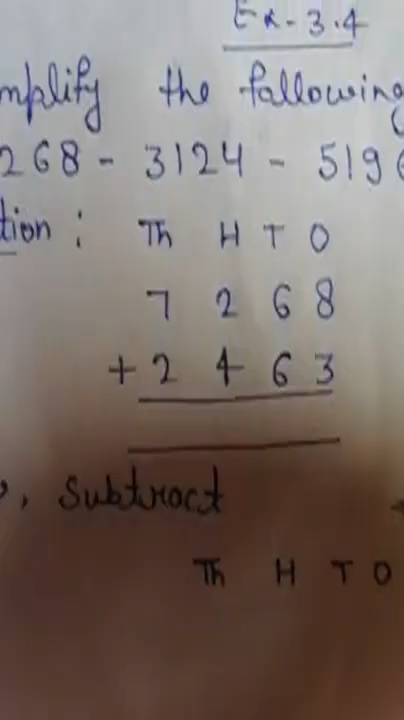 Ex - 3.4
mplify the following
268 - 3124 - 5196
tion : Th H T O
7 2 6 8
+ 2 4 6 3
, Subtract
Th H T O